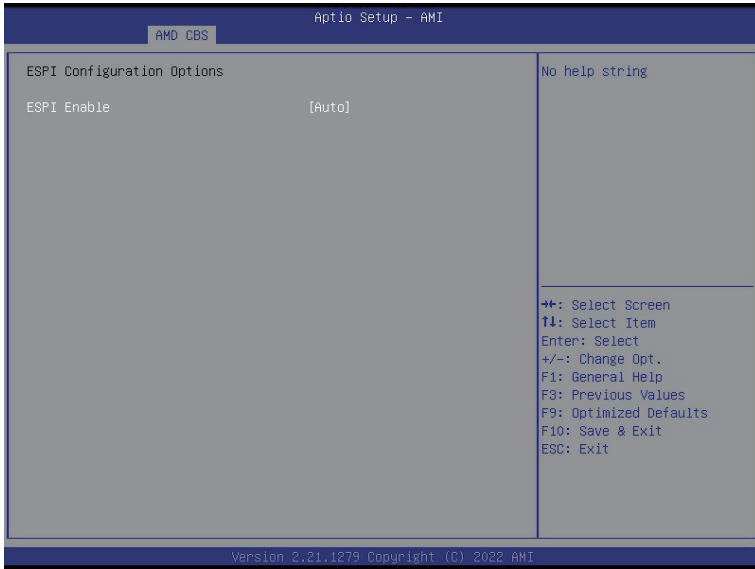 Aptio Setup – AMI
AMD CBS
ESPI Configuration Options
ESPI Enable [Auto]
No help string
→←: Select Screen
↑↓: Select Item
Enter: Select
+/-: Change Opt.
F1: General Help
F3: Previous Values
F9: Optimized Defaults
F10: Save & Exit
ESC: Exit
Version 2.21.1279 Copyright (C) 2022 AMI